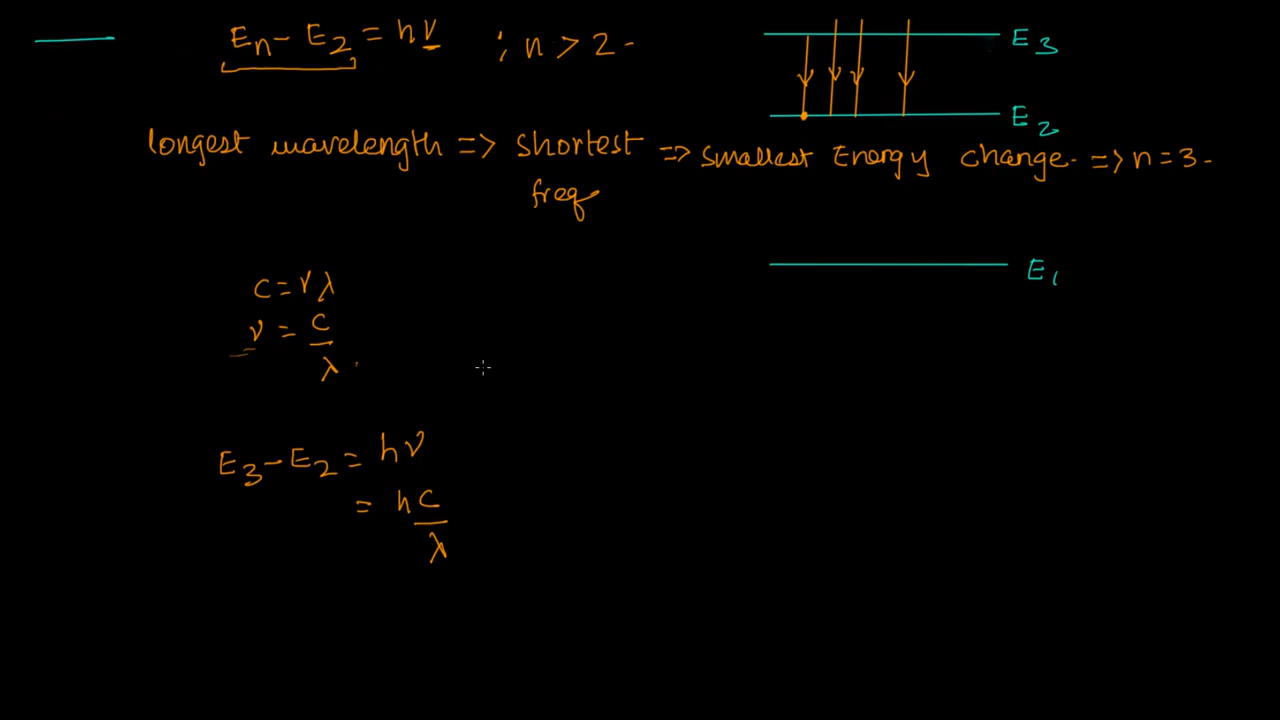 Eₙ - E₂ = hν ; n > 2 -
E₃
E₂
longest wavelength => shortest freq => smallest Energy change. => n = 3 -
E₁
c = νλ
ν = c/λ
E₃ - E₂ = hν
= hc/λ